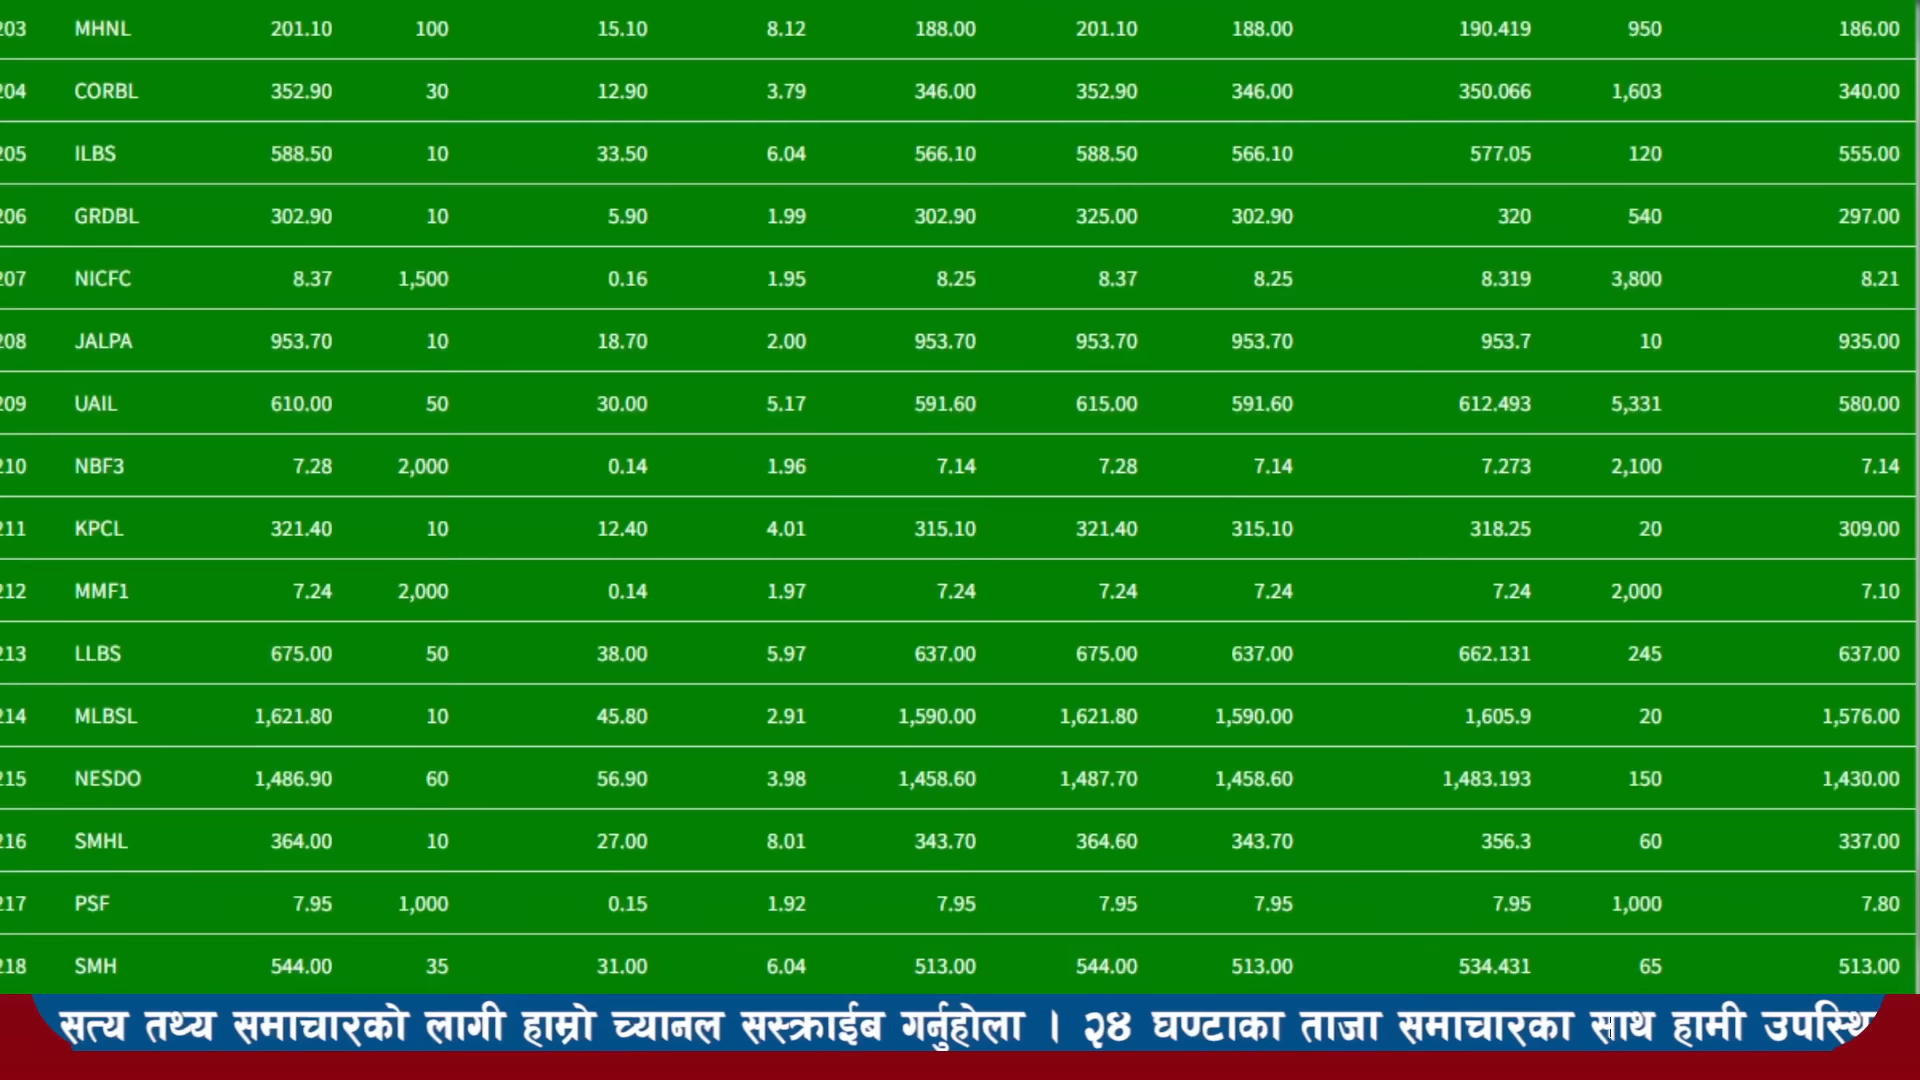 203 MHNL 201.10 100 15.10 8.12 188.00 201.10 188.00 190.419 950 186.00
204 CORBL 352.90 30 12.90 3.79 346.00 352.90 346.00 350.066 1,603 340.00
205 ILBS 588.50 10 33.50 6.04 566.10 588.50 566.10 577.05 120 555.00
206 GRDBL 302.90 10 5.90 1.99 302.90 325.00 302.90 320 540 297.00
207 NICFC 8.37 1,500 0.16 1.95 8.25 8.37 8.25 8.319 3,800 8.21
208 JALPA 953.70 10 18.70 2.00 953.70 953.70 953.70 953.7 10 935.00
209 UAIL 610.00 50 30.00 5.17 591.60 615.00 591.60 612.493 5,331 580.00
210 NBF3 7.28 2,000 0.14 1.96 7.14 7.28 7.14 7.273 2,100 7.14
211 KPCL 321.40 10 12.40 4.01 315.10 321.40 315.10 318.25 20 309.00
212 MMF1 7.24 2,000 0.14 1.97 7.24 7.24 7.24 7.24 2,000 7.10
213 LLBS 675.00 50 38.00 5.97 637.00 675.00 637.00 662.131 245 637.00
214 MLBSL 1,621.80 10 45.80 2.91 1,590.00 1,621.80 1,590.00 1,605.9 20 1,576.00
215 NESDO 1,486.90 60 56.90 3.98 1,458.60 1,487.70 1,458.60 1,483.193 150 1,430.00
216 SMHL 364.00 10 27.00 8.01 343.70 364.60 343.70 356.3 60 337.00
217 PSF 7.95 1,000 0.15 1.92 7.95 7.95 7.95 7.95 1,000 7.80
218 SMH 544.00 35 31.00 6.04 513.00 544.00 513.00 534.431 65 513.00
सत्य तथ्य समाचारको लागी हाम्रो च्यानल सस्क्राईब गर्नुहोला । २४ घण्टाका ताजा समाचारका साथ हामी